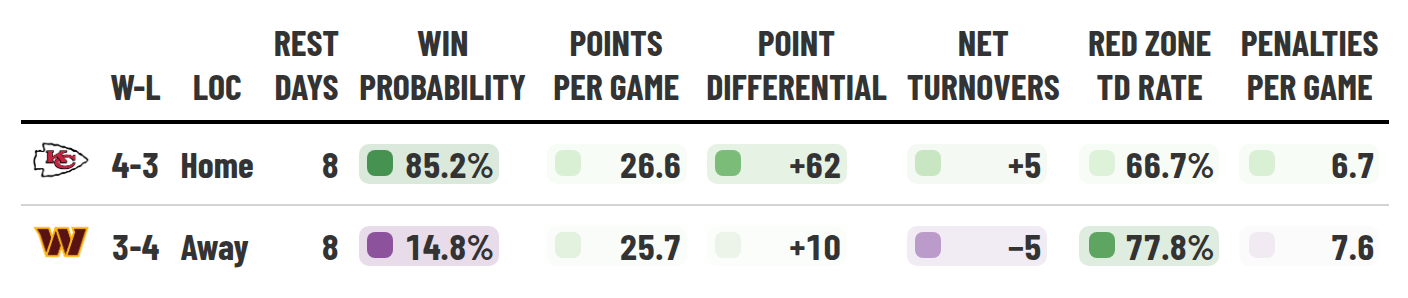 REST WIN POINTS POINT NET RED ZONE PENALTIES
W-L LOC DAYS PROBABILITY PER GAME DIFFERENTIAL TURNOVERS TD RATE PER GAME
KC 4-3 Home 8 85.2% 26.6 +62 +5 66.7% 6.7
W 3-4 Away 8 14.8% 25.7 +10 −5 77.8% 7.6